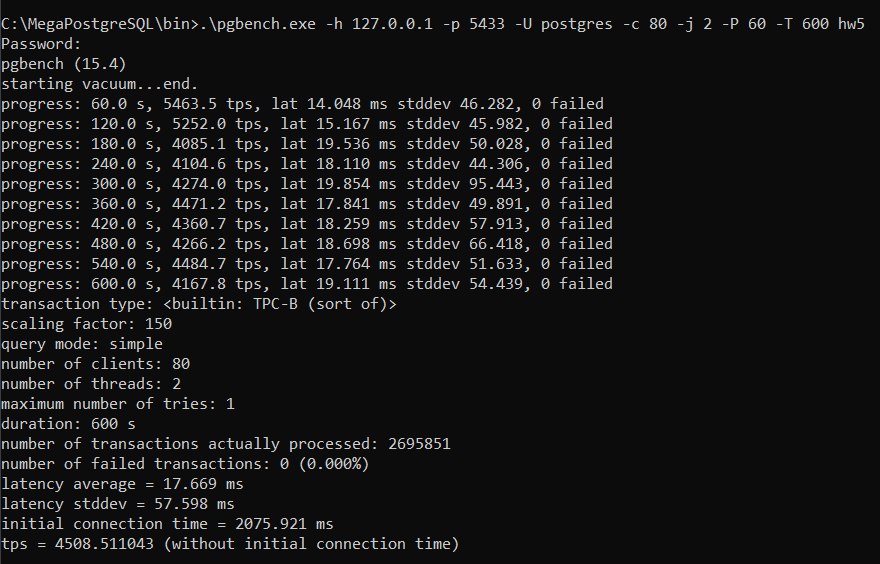 C:\MegaPostgreSQL\bin>.\pgbench.exe -h 127.0.0.1 -p 5433 -U postgres -c 80 -j 2 -P 60 -T 600 hw5
Password:
pgbench (15.4)
starting vacuum...end.
progress: 60.0 s, 5463.5 tps, lat 14.048 ms stddev 46.282, 0 failed
progress: 120.0 s, 5252.0 tps, lat 15.167 ms stddev 45.982, 0 failed
progress: 180.0 s, 4085.1 tps, lat 19.536 ms stddev 50.028, 0 failed
progress: 240.0 s, 4104.6 tps, lat 18.110 ms stddev 44.306, 0 failed
progress: 300.0 s, 4274.0 tps, lat 19.854 ms stddev 95.443, 0 failed
progress: 360.0 s, 4471.2 tps, lat 17.841 ms stddev 49.891, 0 failed
progress: 420.0 s, 4360.7 tps, lat 18.259 ms stddev 57.913, 0 failed
progress: 480.0 s, 4266.2 tps, lat 18.698 ms stddev 66.418, 0 failed
progress: 540.0 s, 4484.7 tps, lat 17.764 ms stddev 51.633, 0 failed
progress: 600.0 s, 4167.8 tps, lat 19.111 ms stddev 54.439, 0 failed
transaction type: <builtin: TPC-B (sort of)>
scaling factor: 150
query mode: simple
number of clients: 80
number of threads: 2
maximum number of tries: 1
duration: 600 s
number of transactions actually processed: 2695851
number of failed transactions: 0 (0.000%)
latency average = 17.669 ms
latency stddev = 57.598 ms
initial connection time = 2075.921 ms
tps = 4508.511043 (without initial connection time)